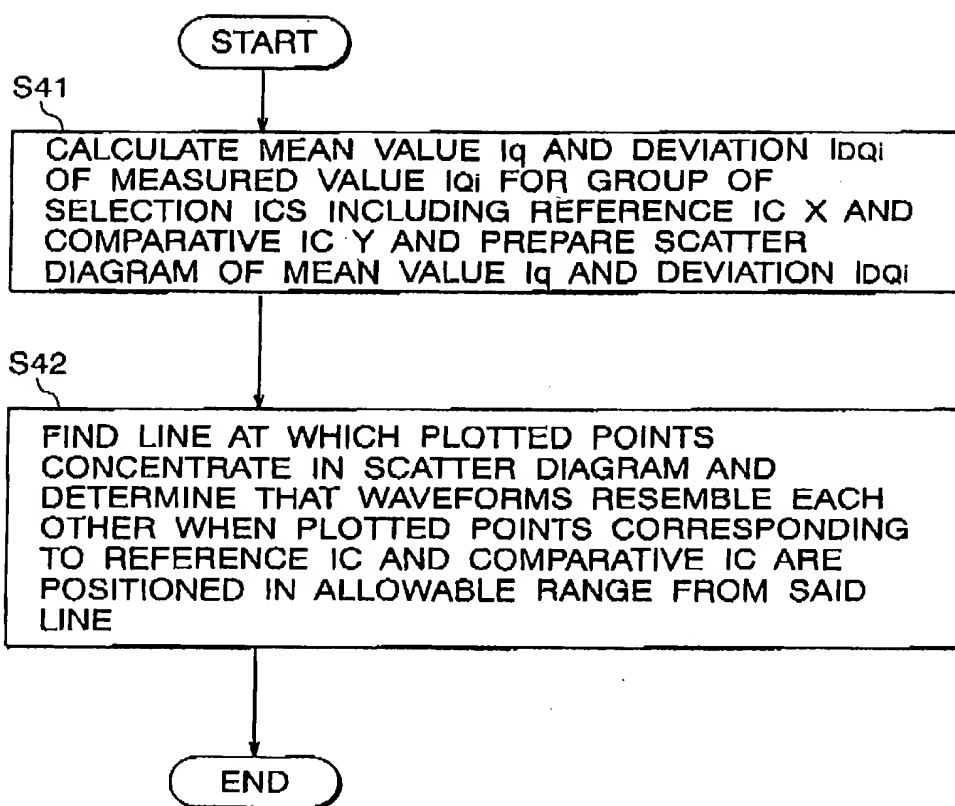 START
S41
CALCULATE MEAN VALUE Iq AND DEVIATION IDQi
OF MEASURED VALUE IQi FOR GROUP OF
SELECTION ICS INCLUDING REFERENCE IC X AND
COMPARATIVE IC Y AND PREPARE SCATTER
DIAGRAM OF MEAN VALUE Iq AND DEVIATION IDQi
S42
FIND LINE AT WHICH PLOTTED POINTS
CONCENTRATE IN SCATTER DIAGRAM AND
DETERMINE THAT WAVEFORMS RESEMBLE EACH
OTHER WHEN PLOTTED POINTS CORRESPONDING
TO REFERENCE IC AND COMPARATIVE IC ARE
POSITIONED IN ALLOWABLE RANGE FROM SAID
LINE
END